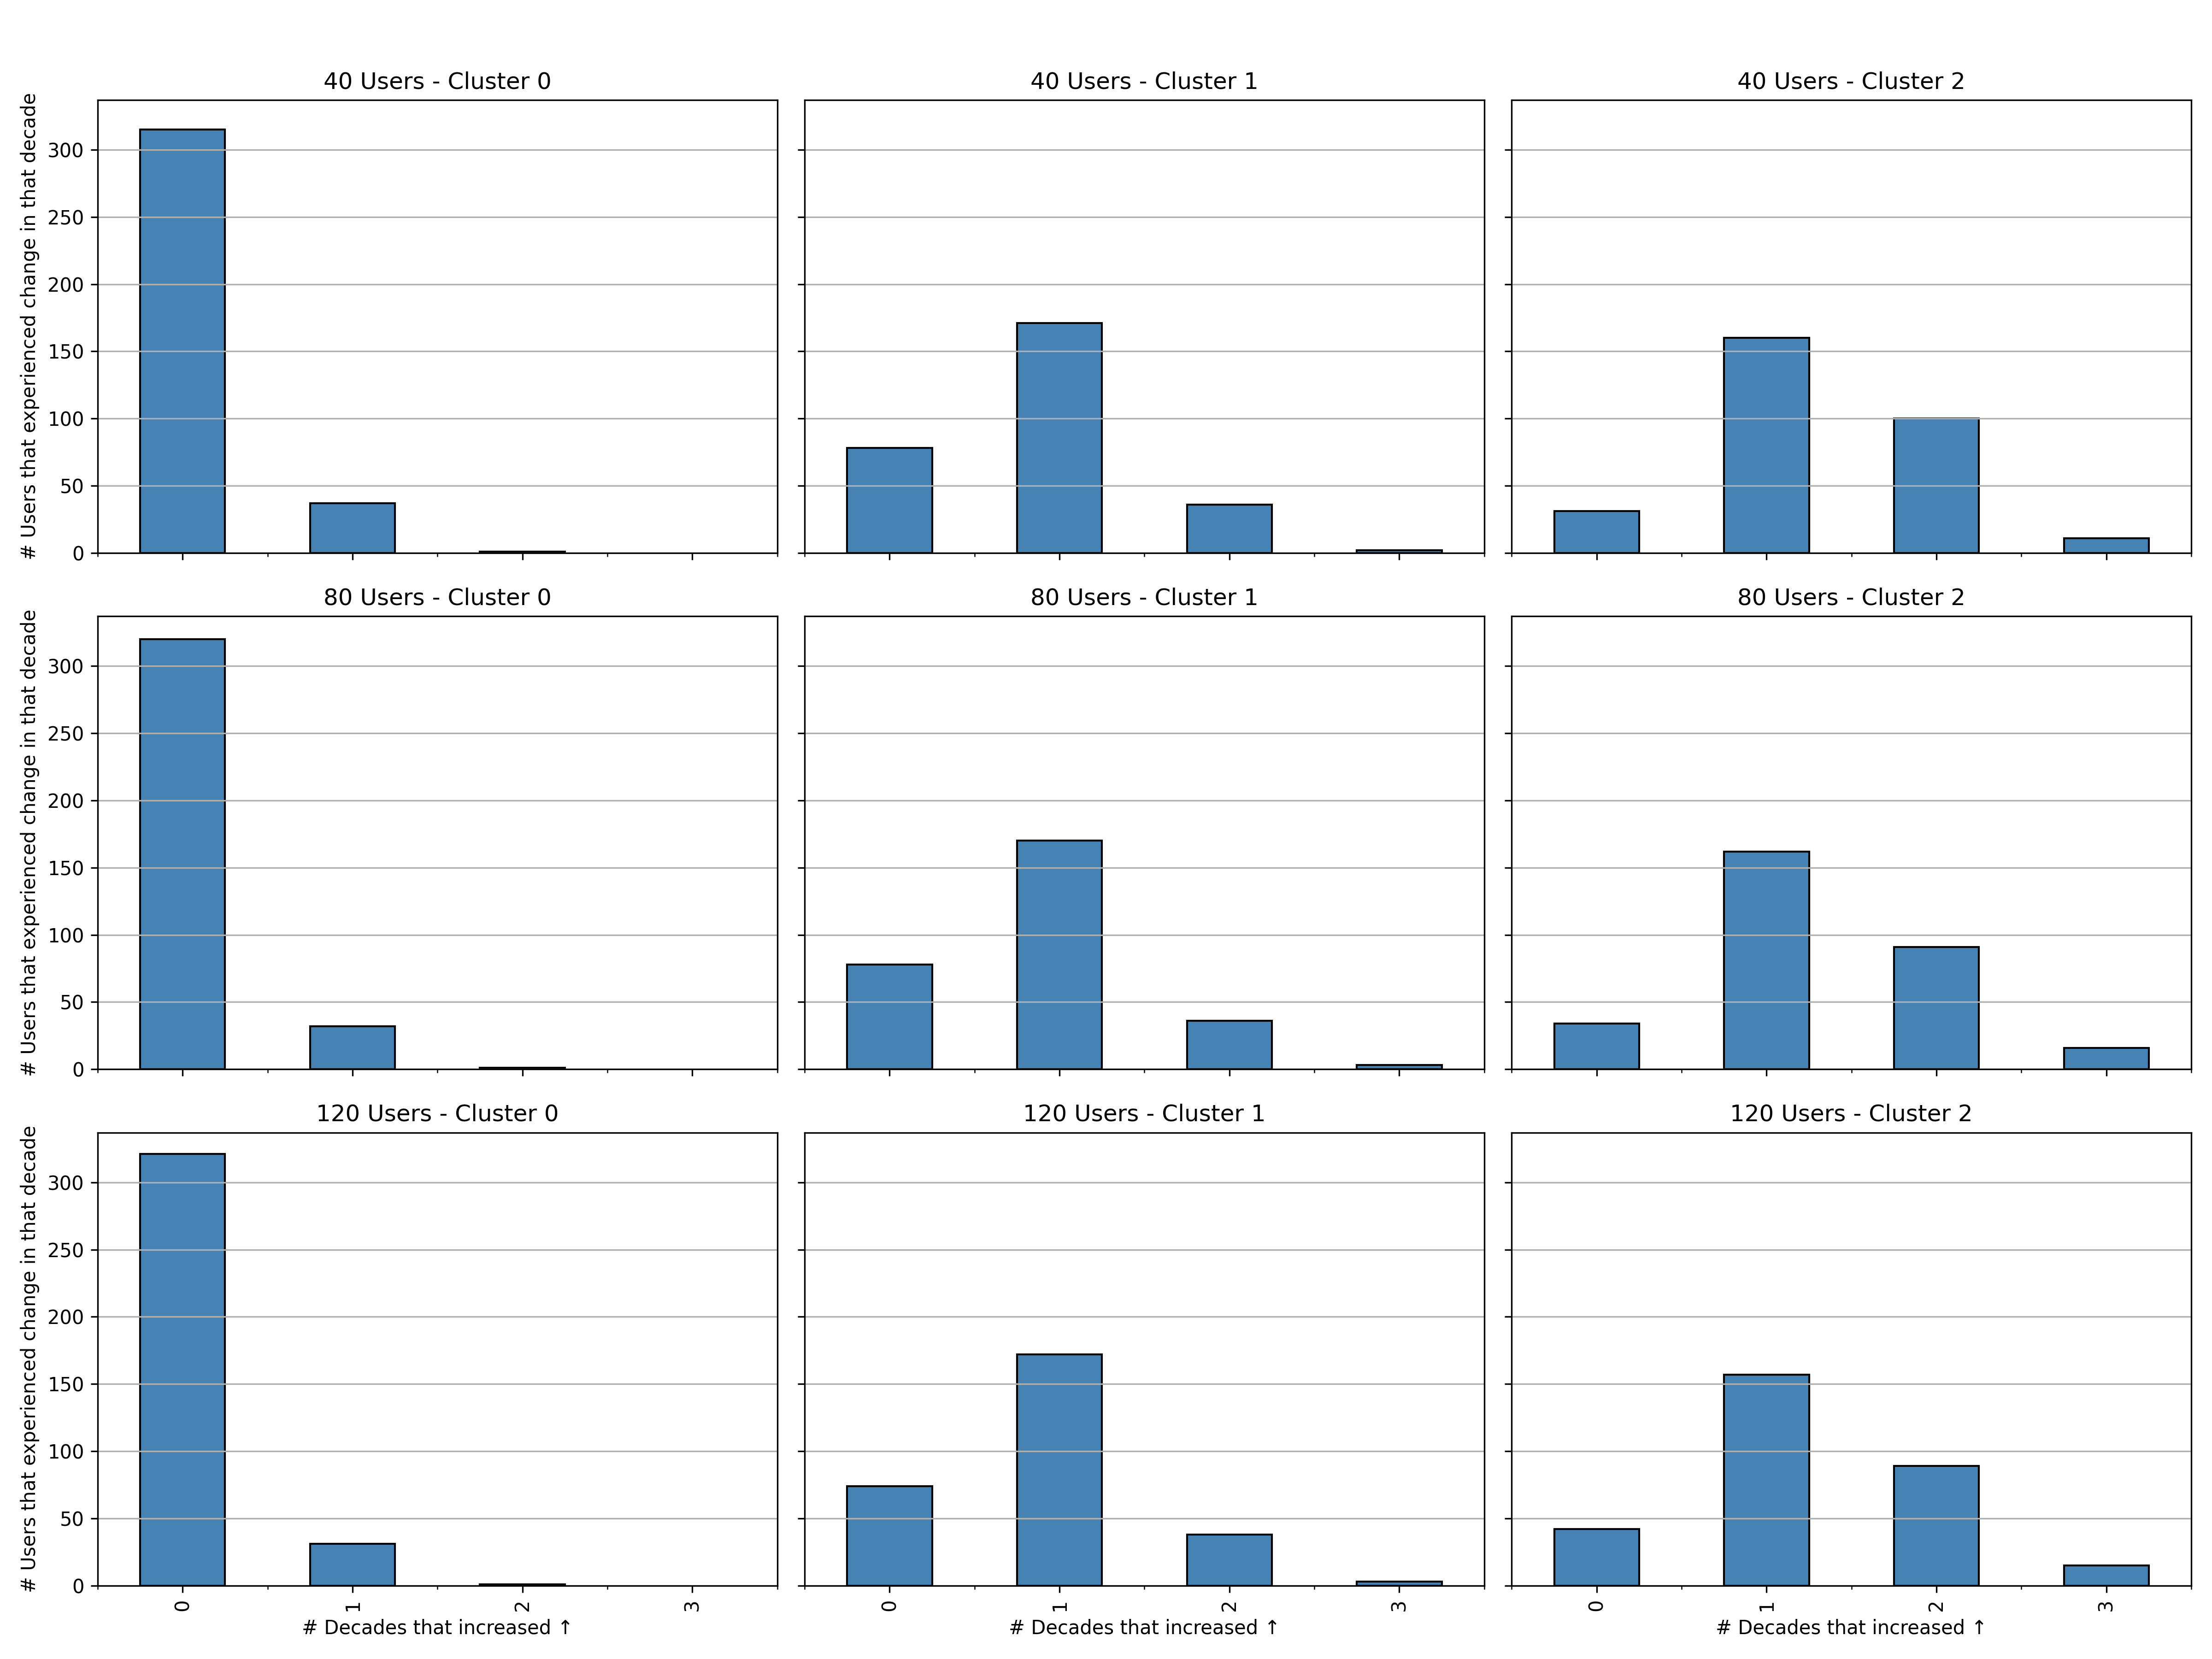 40 Users - Cluster 0
40 Users - Cluster 1
40 Users - Cluster 2
# Users that experienced change in that decade
300
250
200
150
100
50
0
80 Users - Cluster 0
80 Users - Cluster 1
80 Users - Cluster 2
# Users that experienced change in that decade
300
250
200
150
100
50
0
120 Users - Cluster 0
120 Users - Cluster 1
120 Users - Cluster 2
# Users that experienced change in that decade
300
250
200
150
100
50
0
0 1 2 3
0 1 2 3
0 1 2 3
# Decades that increased ↑
# Decades that increased ↑
# Decades that increased ↑